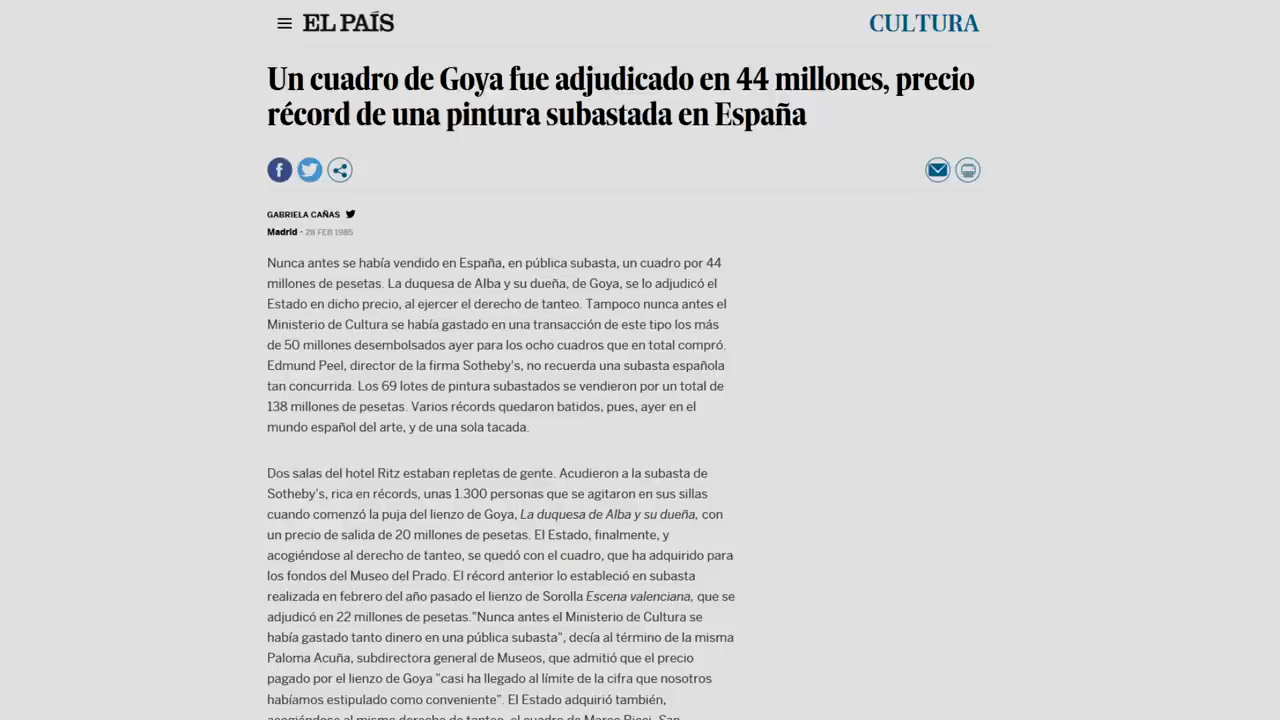 EL PAÍS
CULTURA
Un cuadro de Goya fue adjudicado en 44 millones, precio
récord de una pintura subastada en España
GABRIELA CAÑAS
Madrid - 28 FEB 1985
Nunca antes se había vendido en España, en pública subasta, un cuadro por 44
millones de pesetas. La duquesa de Alba y su dueña, de Goya, se lo adjudicó el
Estado en dicho precio, al ejercer el derecho de tanteo. Tampoco nunca antes el
Ministerio de Cultura se había gastado en una transacción de este tipo los más
de 50 millones desembolsados ayer para los ocho cuadros que en total compró.
Edmund Peel, director de la firma Sotheby's, no recuerda una subasta española
tan concurrida. Los 69 lotes de pintura subastados se vendieron por un total de
138 millones de pesetas. Varios récords quedaron batidos, pues, ayer en el
mundo español del arte, y de una sola tacada.
Dos salas del hotel Ritz estaban repletas de gente. Acudieron a la subasta de
Sotheby's, rica en récords, unas 1.300 personas que se agitaron en sus sillas
cuando comenzó la puja del lienzo de Goya, La duquesa de Alba y su dueña, con
un precio de salida de 20 millones de pesetas. El Estado, finalmente, y
acogiéndose al derecho de tanteo, se quedó con el cuadro, que ha adquirido para
los fondos del Museo del Prado. El récord anterior lo estableció en subasta
realizada en febrero del año pasado el lienzo de Sorolla Escena valenciana, que se
adjudicó en 22 millones de pesetas."Nunca antes el Ministerio de Cultura se
había gastado tanto dinero en una pública subasta", decía al término de la misma
Paloma Acuña, subdirectora general de Museos, que admitió que el precio
pagado por el lienzo de Goya "casi ha llegado al límite de la cifra que nosotros
habíamos estipulado como conveniente". El Estado adquirió también,
acogiéndose al mismo derecho de tanteo, el cuadro de Marco Ricci, San